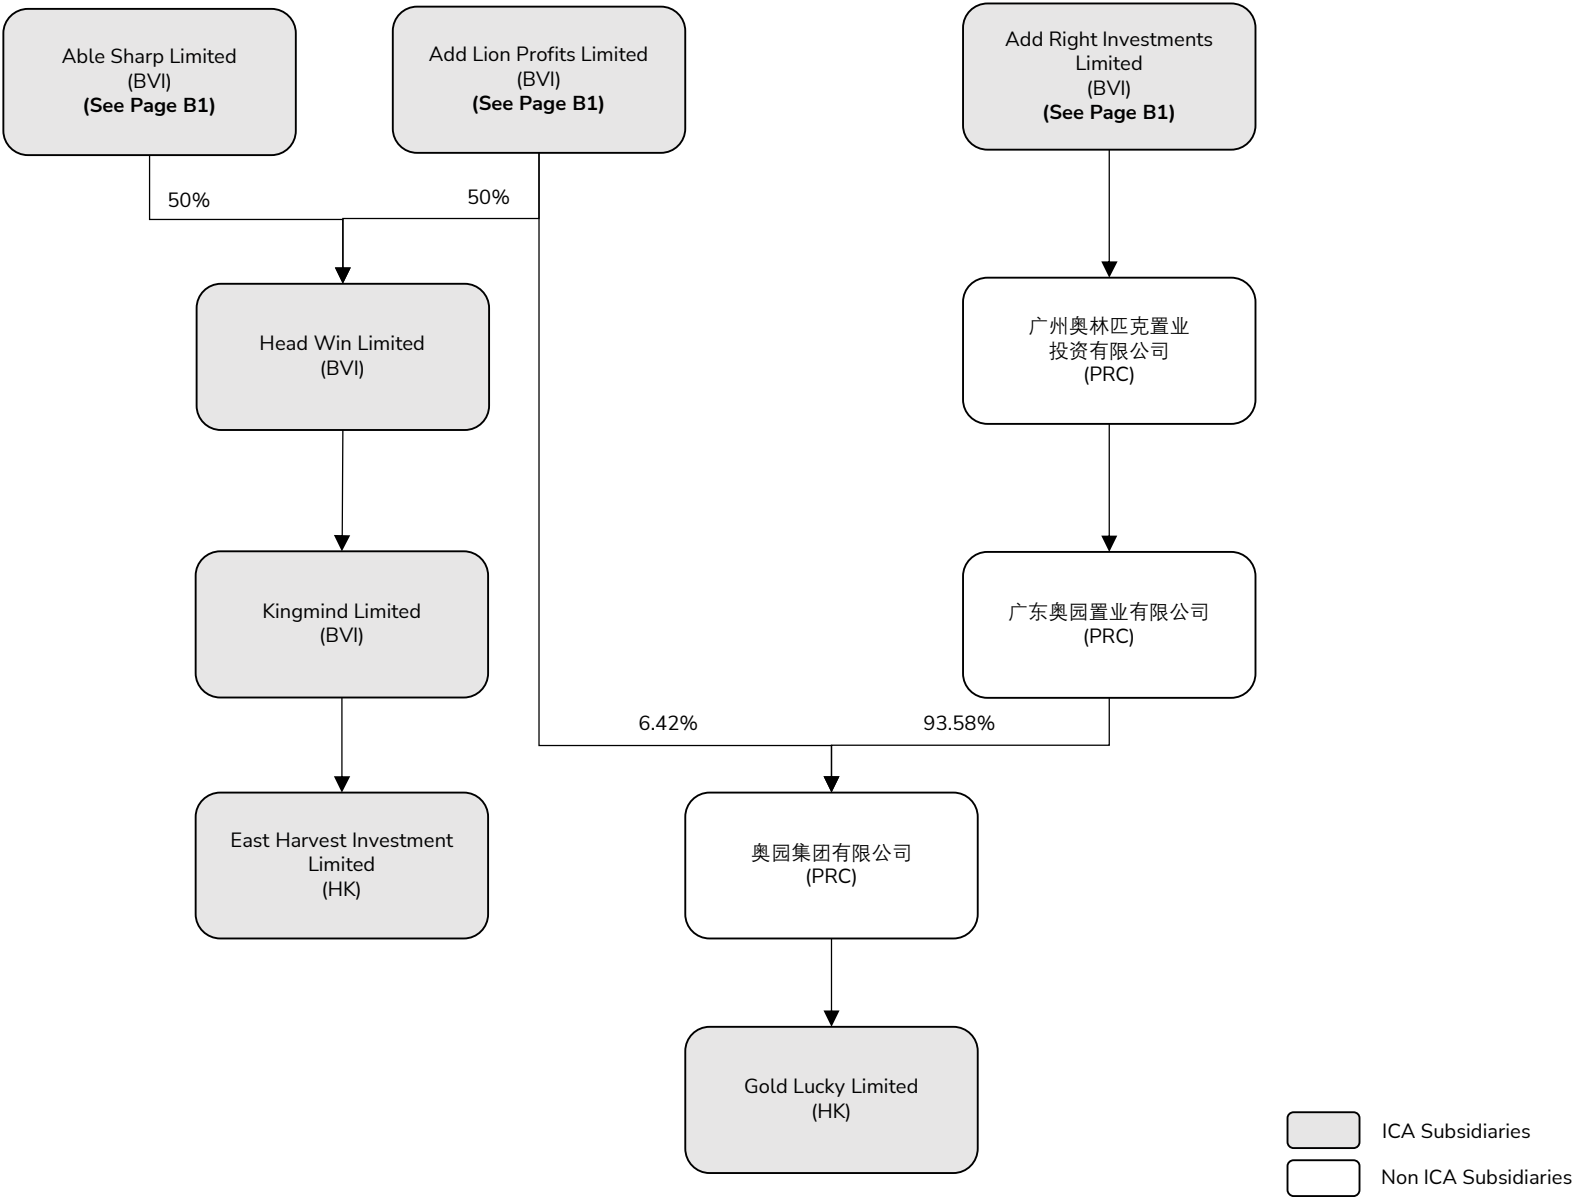 Able Sharp Limited
(BVI)
(See Page B1)
Add Lion Profits Limited
(BVI)
(See Page B1)
Add Right Investments
Limited
(BVI)
(See Page B1)
50%
50%
Head Win Limited
(BVI)
广州奥林匹克置业
投资有限公司
(PRC)
Kingmind Limited
(BVI)
广东奥园置业有限公司
(PRC)
6.42%
93.58%
East Harvest Investment
Limited
(HK)
奥园集团有限公司
(PRC)
Gold Lucky Limited
(HK)
ICA Subsidiaries
Non ICA Subsidiaries